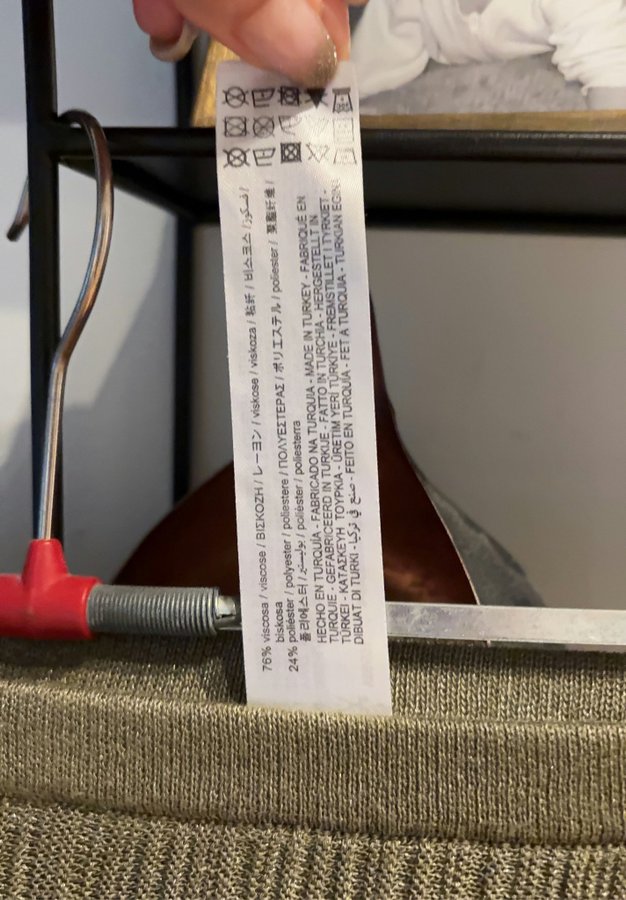 76% viscosa / viscose / ΒΙΣΚΟΖΗ / レーヨン / viskose / viskoza / 粘纤 / 비스코스 / فسكوز /
biskosa
24% poliéster / polyester / poliestere / ΠΟΛΥΕΣΤΕΡΑΣ / ポリエステル / poliester / 聚酯纤维 /
폴리에스터 / بوليستر / polièster / poliesterra
HECHO EN TURQUÍA - FABRICADO NA TURQUIA - MADE IN TURKEY - FABRIQUÉ EN
TURQUIE - GEFABRICEERD IN TURKIJE - FATTO IN TURCHIA - HERGESTELLT IN
TÜRKEI - ΚΑΤΑΣΚΕΥΗ ΤΟΥΡΚΙΑ - ÜRETİM YERİ TÜRKİYE - FREMSTILLET I TYRKIET -
DIBUAT DI TURKI - صنع في تركيا - FEITO EN TURQUÍA - FET A TURQUIA - TURKIAN EGIN